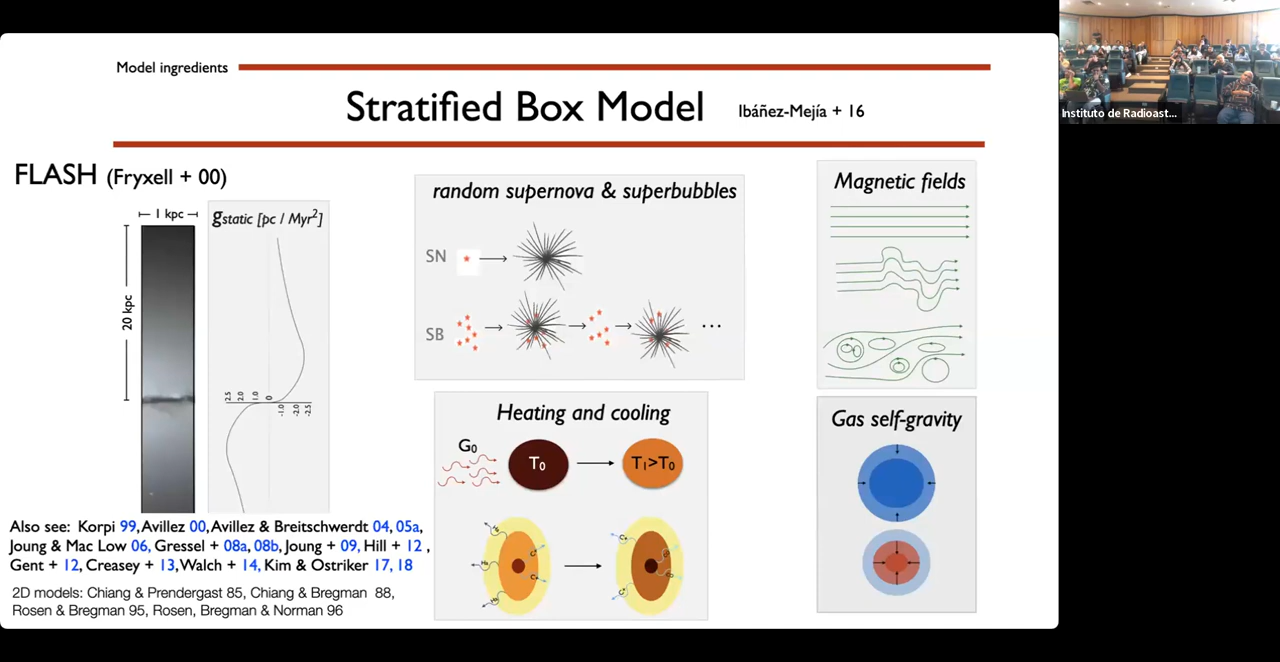 Model ingredients
Stratified Box Model
Ibáñez-Mejía + 16
FLASH (Fryxell + 00)
1 kpc
20 kpc
gstatic [pc / Myr²]
2.5 2.0 1.0 0 -1.0 -2.0 -2.5
random supernova & superbubbles
SN
SB
...
Magnetic fields
Heating and cooling
G₀
T₀
T₁>T₀
Gas self-gravity
Also see: Korpi 99, Avillez 00, Avillez & Breitschwerdt 04, 05a,
Joung & Mac Low 06, Gressel + 08a, 08b, Joung + 09, Hill + 12 ,
Gent + 12, Creasey + 13, Walch + 14, Kim & Ostriker 17, 18
2D models: Chiang & Prendergast 85, Chiang & Bregman 88,
Rosen & Bregman 95, Rosen, Bregman & Norman 96
Instituto de Radioast...